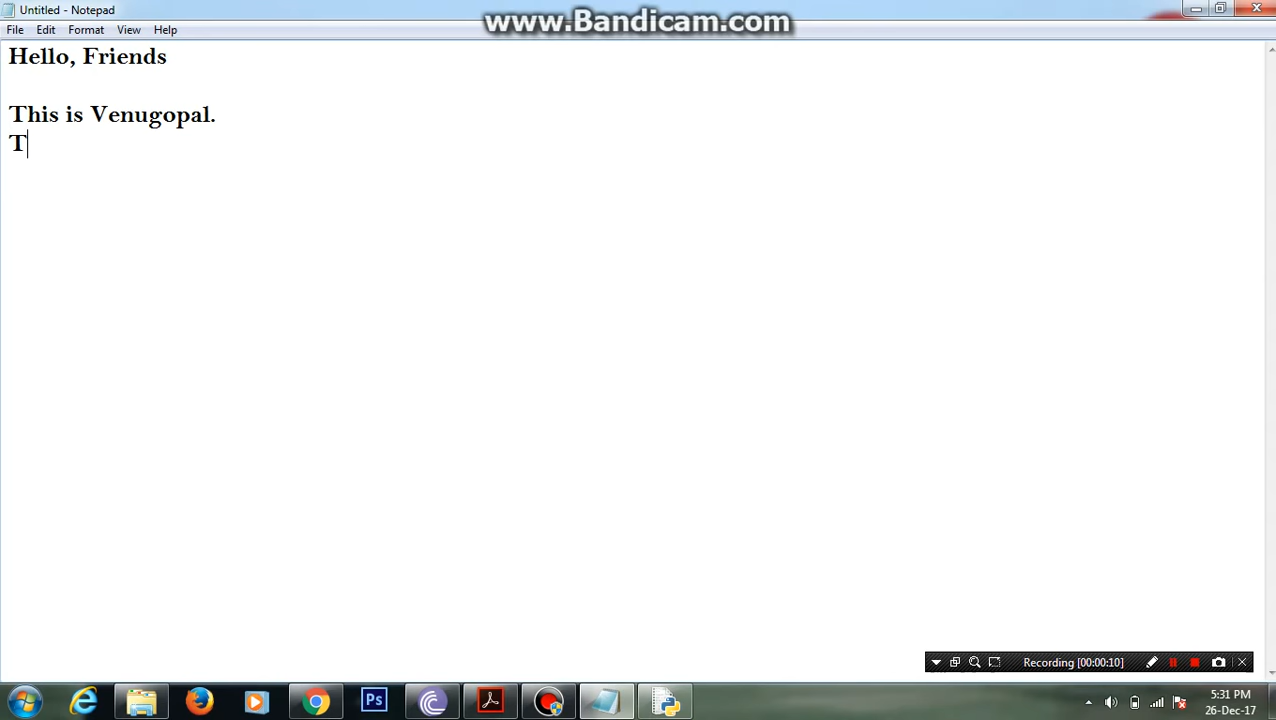 Untitled - Notepad
www.Bandicam.com
File Edit Format View Help
Hello, Friends
This is Venugopal.
T
Recording [00:00:10]
Ps
5:31 PM
26-Dec-17